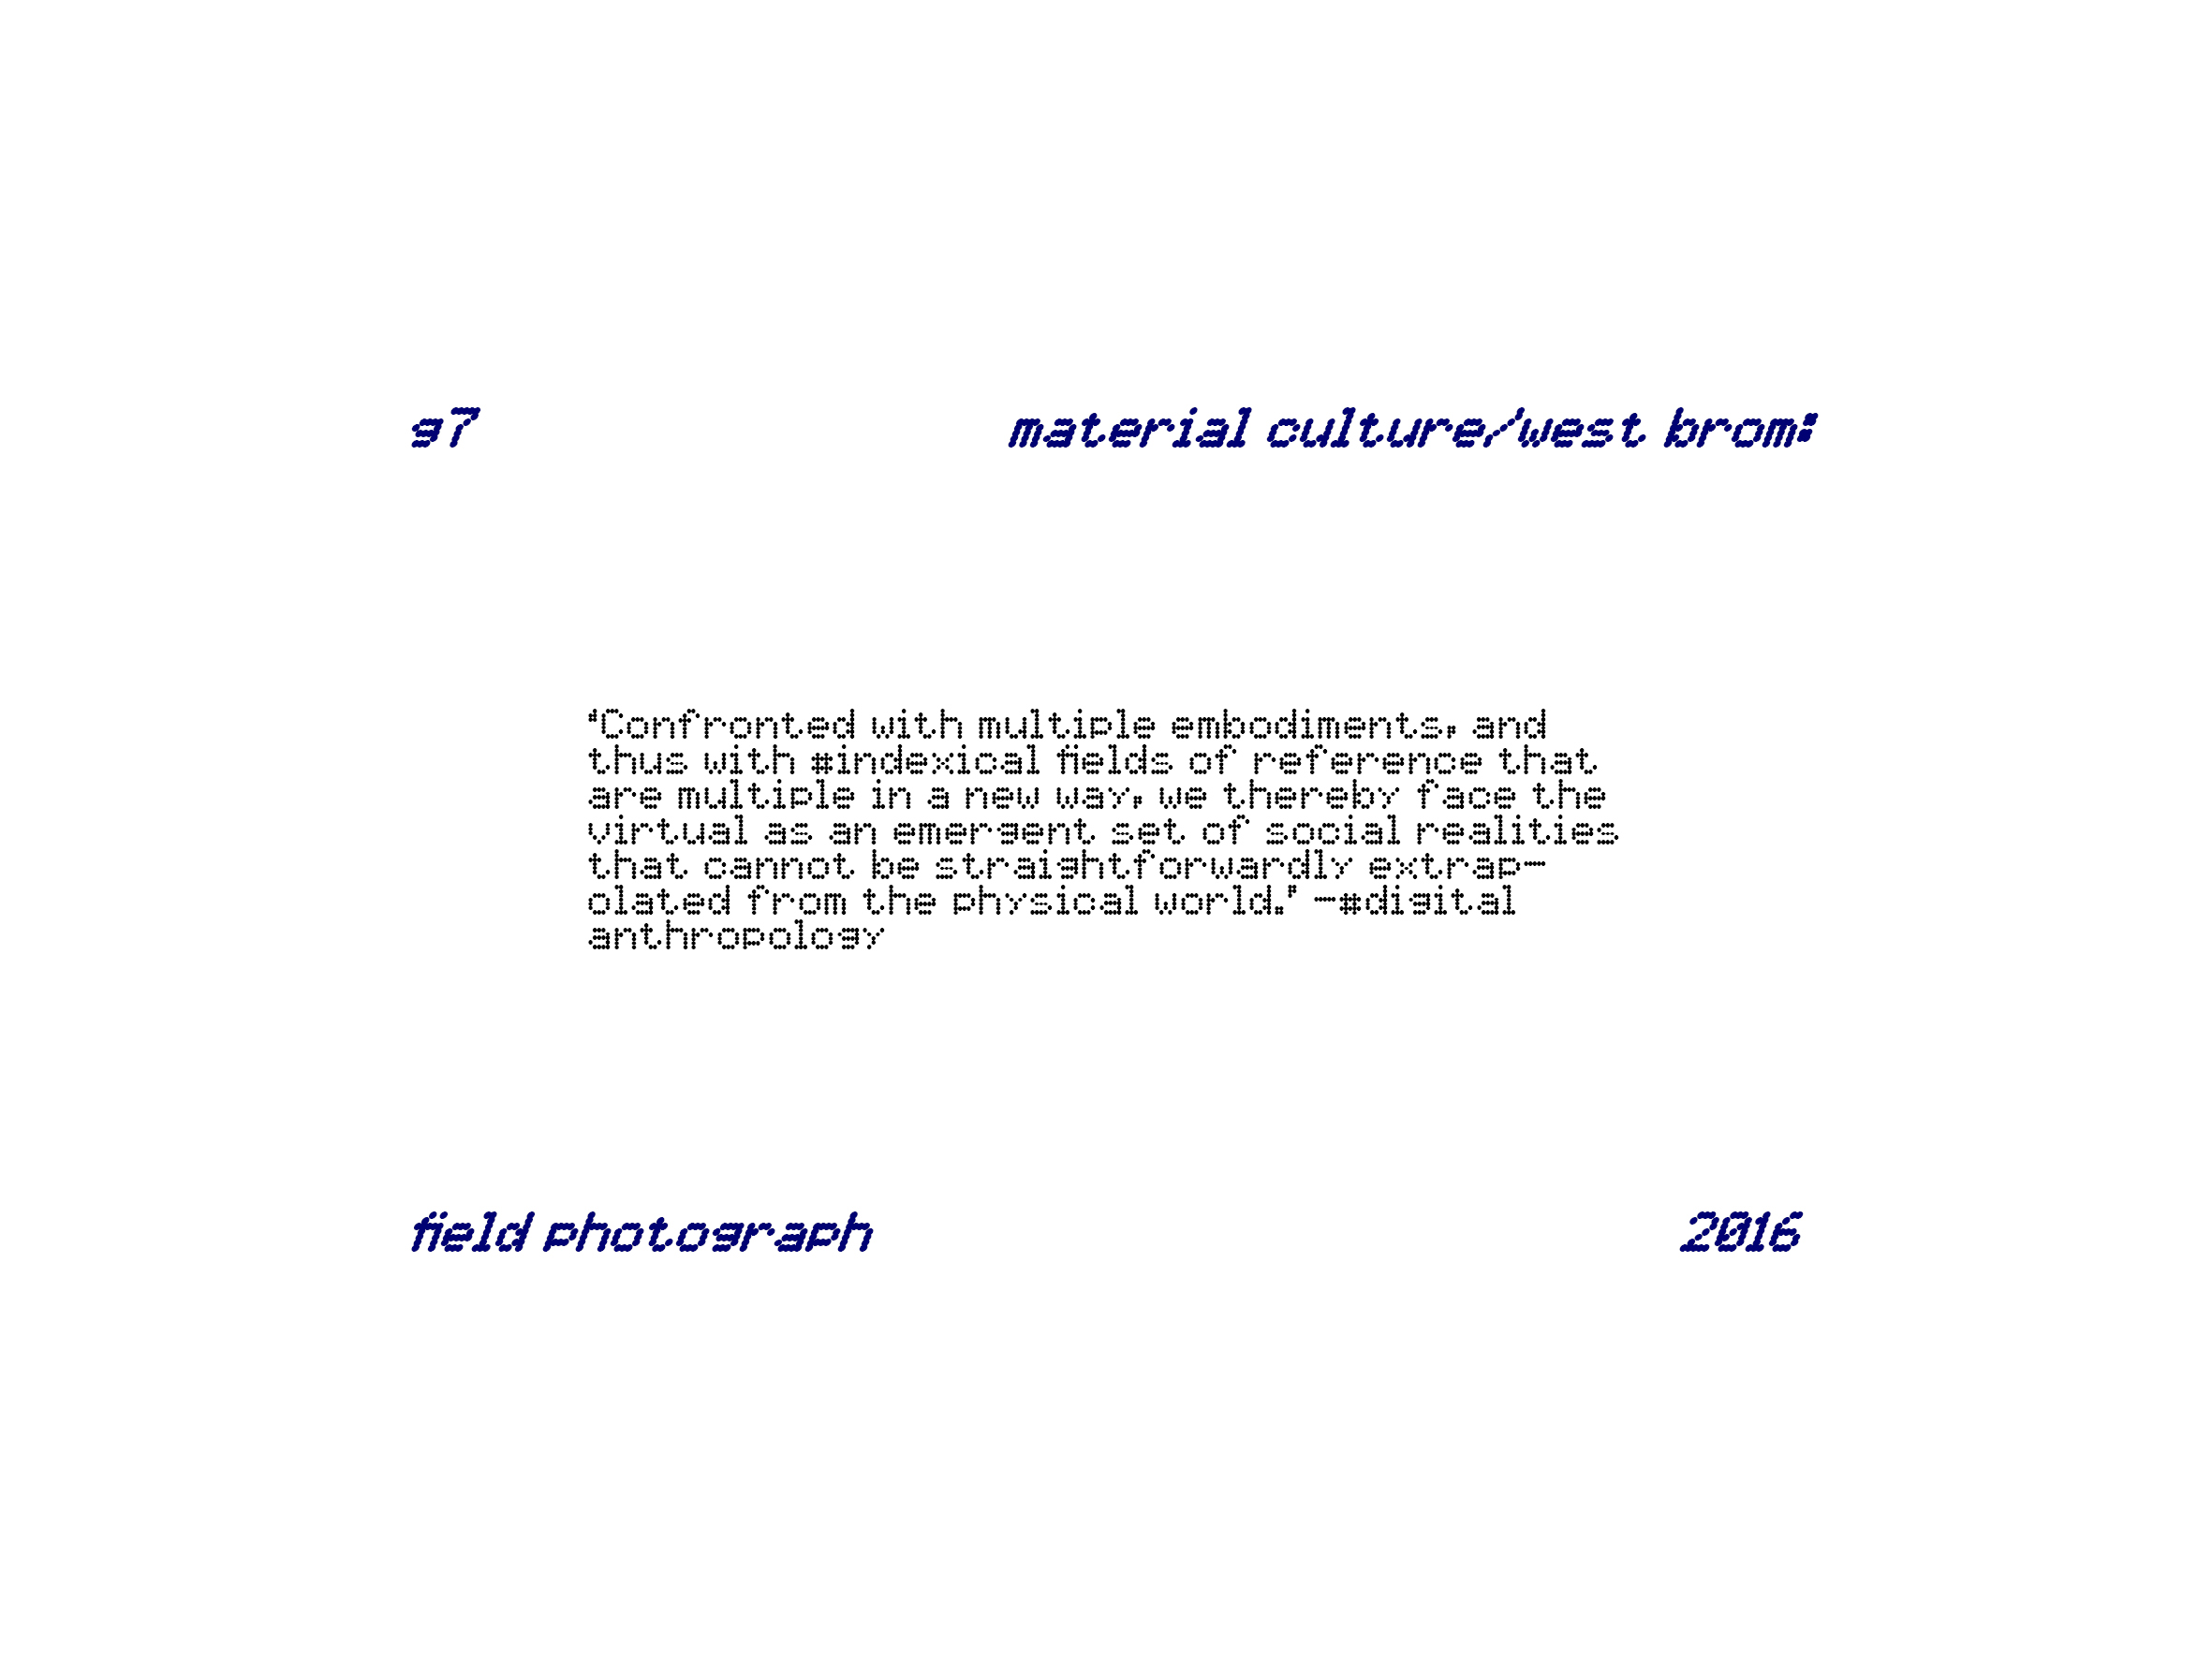 g7
material culture/west brom:
“Confronted with multiple embodiments, and
thus with #indexical fields of reference that
are multiple in a new way, we thereby face the
virtual as an emergent set of social realities
that cannot be straightforwardly extrap-
olated from the physical world.” -#digital
anthropology
field photograph
2016